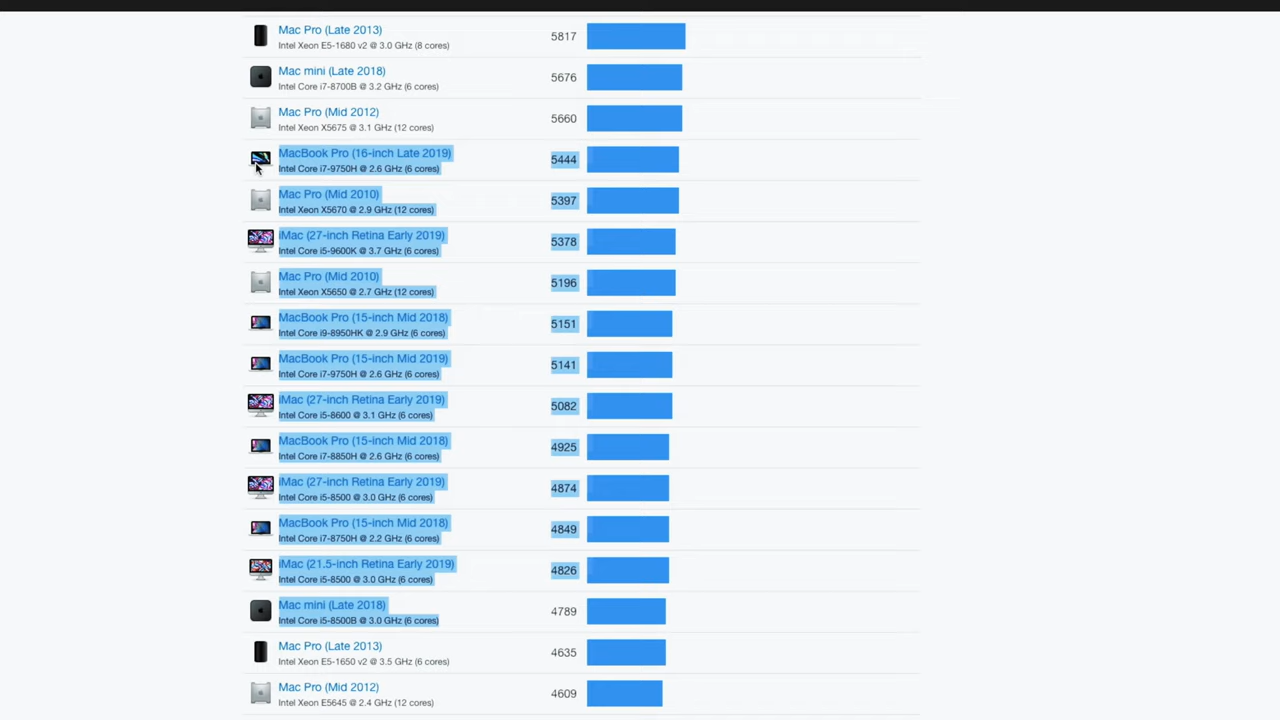 Mac Pro (Late 2013)
Intel Xeon E5-1680 v2 @ 3.0 GHz (8 cores)
5817
Mac mini (Late 2018)
Intel Core i7-8700B @ 3.2 GHz (6 cores)
5676
Mac Pro (Mid 2012)
Intel Xeon X5675 @ 3.1 GHz (12 cores)
5660
MacBook Pro (16-inch Late 2019)
Intel Core i7-9750H @ 2.6 GHz (6 cores)
5444
Mac Pro (Mid 2010)
Intel Xeon X5670 @ 2.9 GHz (12 cores)
5397
iMac (27-inch Retina Early 2019)
Intel Core i5-9600K @ 3.7 GHz (6 cores)
5378
Mac Pro (Mid 2010)
Intel Xeon X5650 @ 2.7 GHz (12 cores)
5196
MacBook Pro (15-inch Mid 2018)
Intel Core i9-8950HK @ 2.9 GHz (6 cores)
5151
MacBook Pro (15-inch Mid 2019)
Intel Core i7-9750H @ 2.6 GHz (6 cores)
5141
iMac (27-inch Retina Early 2019)
Intel Core i5-8600 @ 3.1 GHz (6 cores)
5082
MacBook Pro (15-inch Mid 2018)
Intel Core i7-8850H @ 2.6 GHz (6 cores)
4925
iMac (27-inch Retina Early 2019)
Intel Core i5-8500 @ 3.0 GHz (6 cores)
4874
MacBook Pro (15-inch Mid 2018)
Intel Core i7-8750H @ 2.2 GHz (6 cores)
4849
iMac (21.5-inch Retina Early 2019)
Intel Core i5-8500 @ 3.0 GHz (6 cores)
4826
Mac mini (Late 2018)
Intel Core i5-8500B @ 3.0 GHz (6 cores)
4789
Mac Pro (Late 2013)
Intel Xeon E5-1650 v2 @ 3.5 GHz (6 cores)
4635
Mac Pro (Mid 2012)
Intel Xeon E5645 @ 2.4 GHz (12 cores)
4609